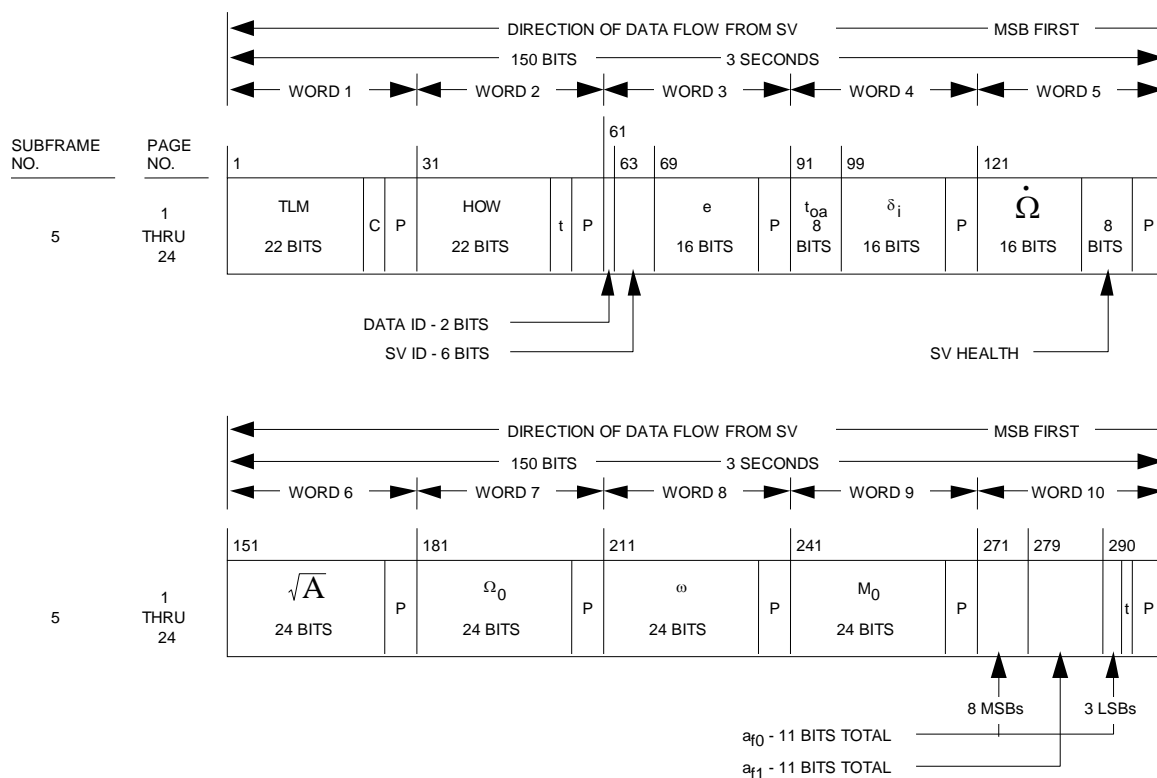 DIRECTION OF DATA FLOW FROM SV MSB FIRST
150 BITS 3 SECONDS
WORD 1 WORD 2 WORD 3 WORD 4 WORD 5
SUBFRAME NO. PAGE NO.
61
1 31 63 69 91 99 121
5
1 THRU 24
TLM 22 BITS
C
P
HOW 22 BITS
t
P
e 16 BITS
P
t_oa 8 BITS
δ_i 16 BITS
P
Ω̇ 16 BITS
8 BITS
P
DATA ID - 2 BITS
SV ID - 6 BITS
SV HEALTH
DIRECTION OF DATA FLOW FROM SV MSB FIRST
150 BITS 3 SECONDS
WORD 6 WORD 7 WORD 8 WORD 9 WORD 10
151 181 211 241 271 279 290
5
1 THRU 24
√A 24 BITS
P
Ω_0 24 BITS
P
ω 24 BITS
P
M_0 24 BITS
P
t
P
8 MSBs 3 LSBs
a_f0 - 11 BITS TOTAL
a_f1 - 11 BITS TOTAL